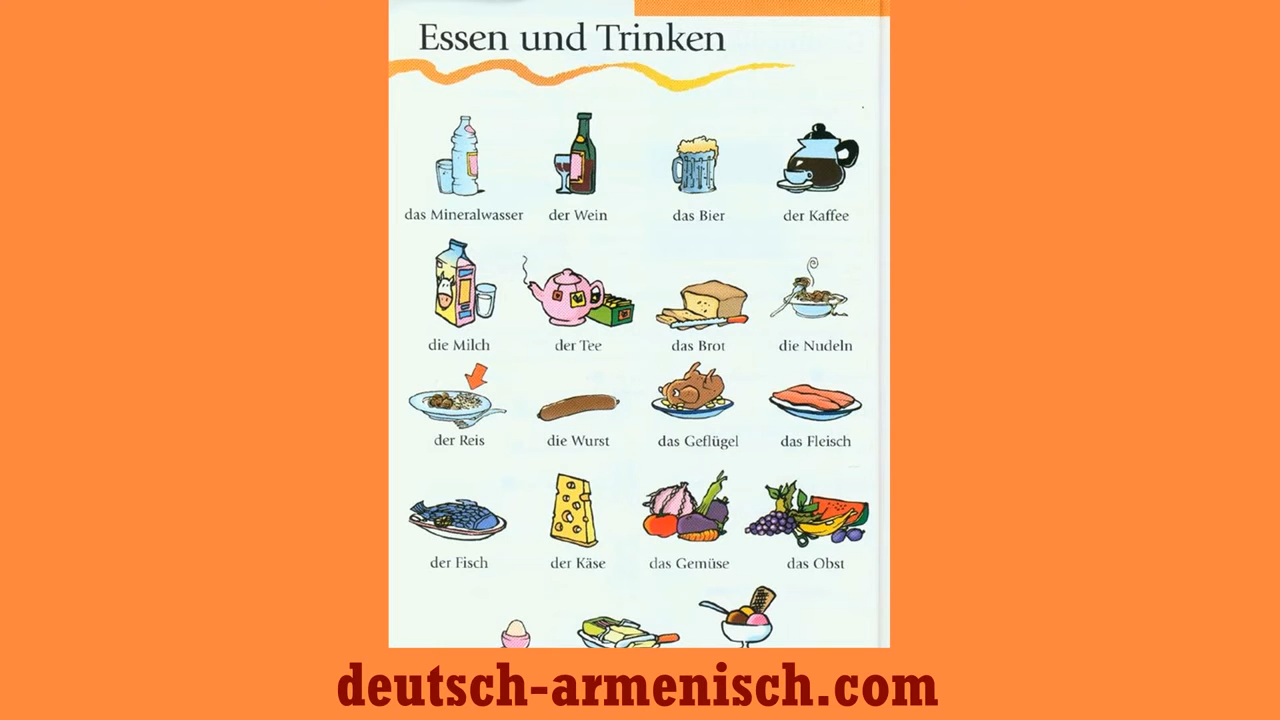 Essen und Trinken
das Mineralwasser der Wein das Bier der Kaffee
die Milch der Tee das Brot die Nudeln
der Reis die Wurst das Geflügel das Fleisch
der Fisch der Käse das Gemüse das Obst
deutsch-armenisch.com